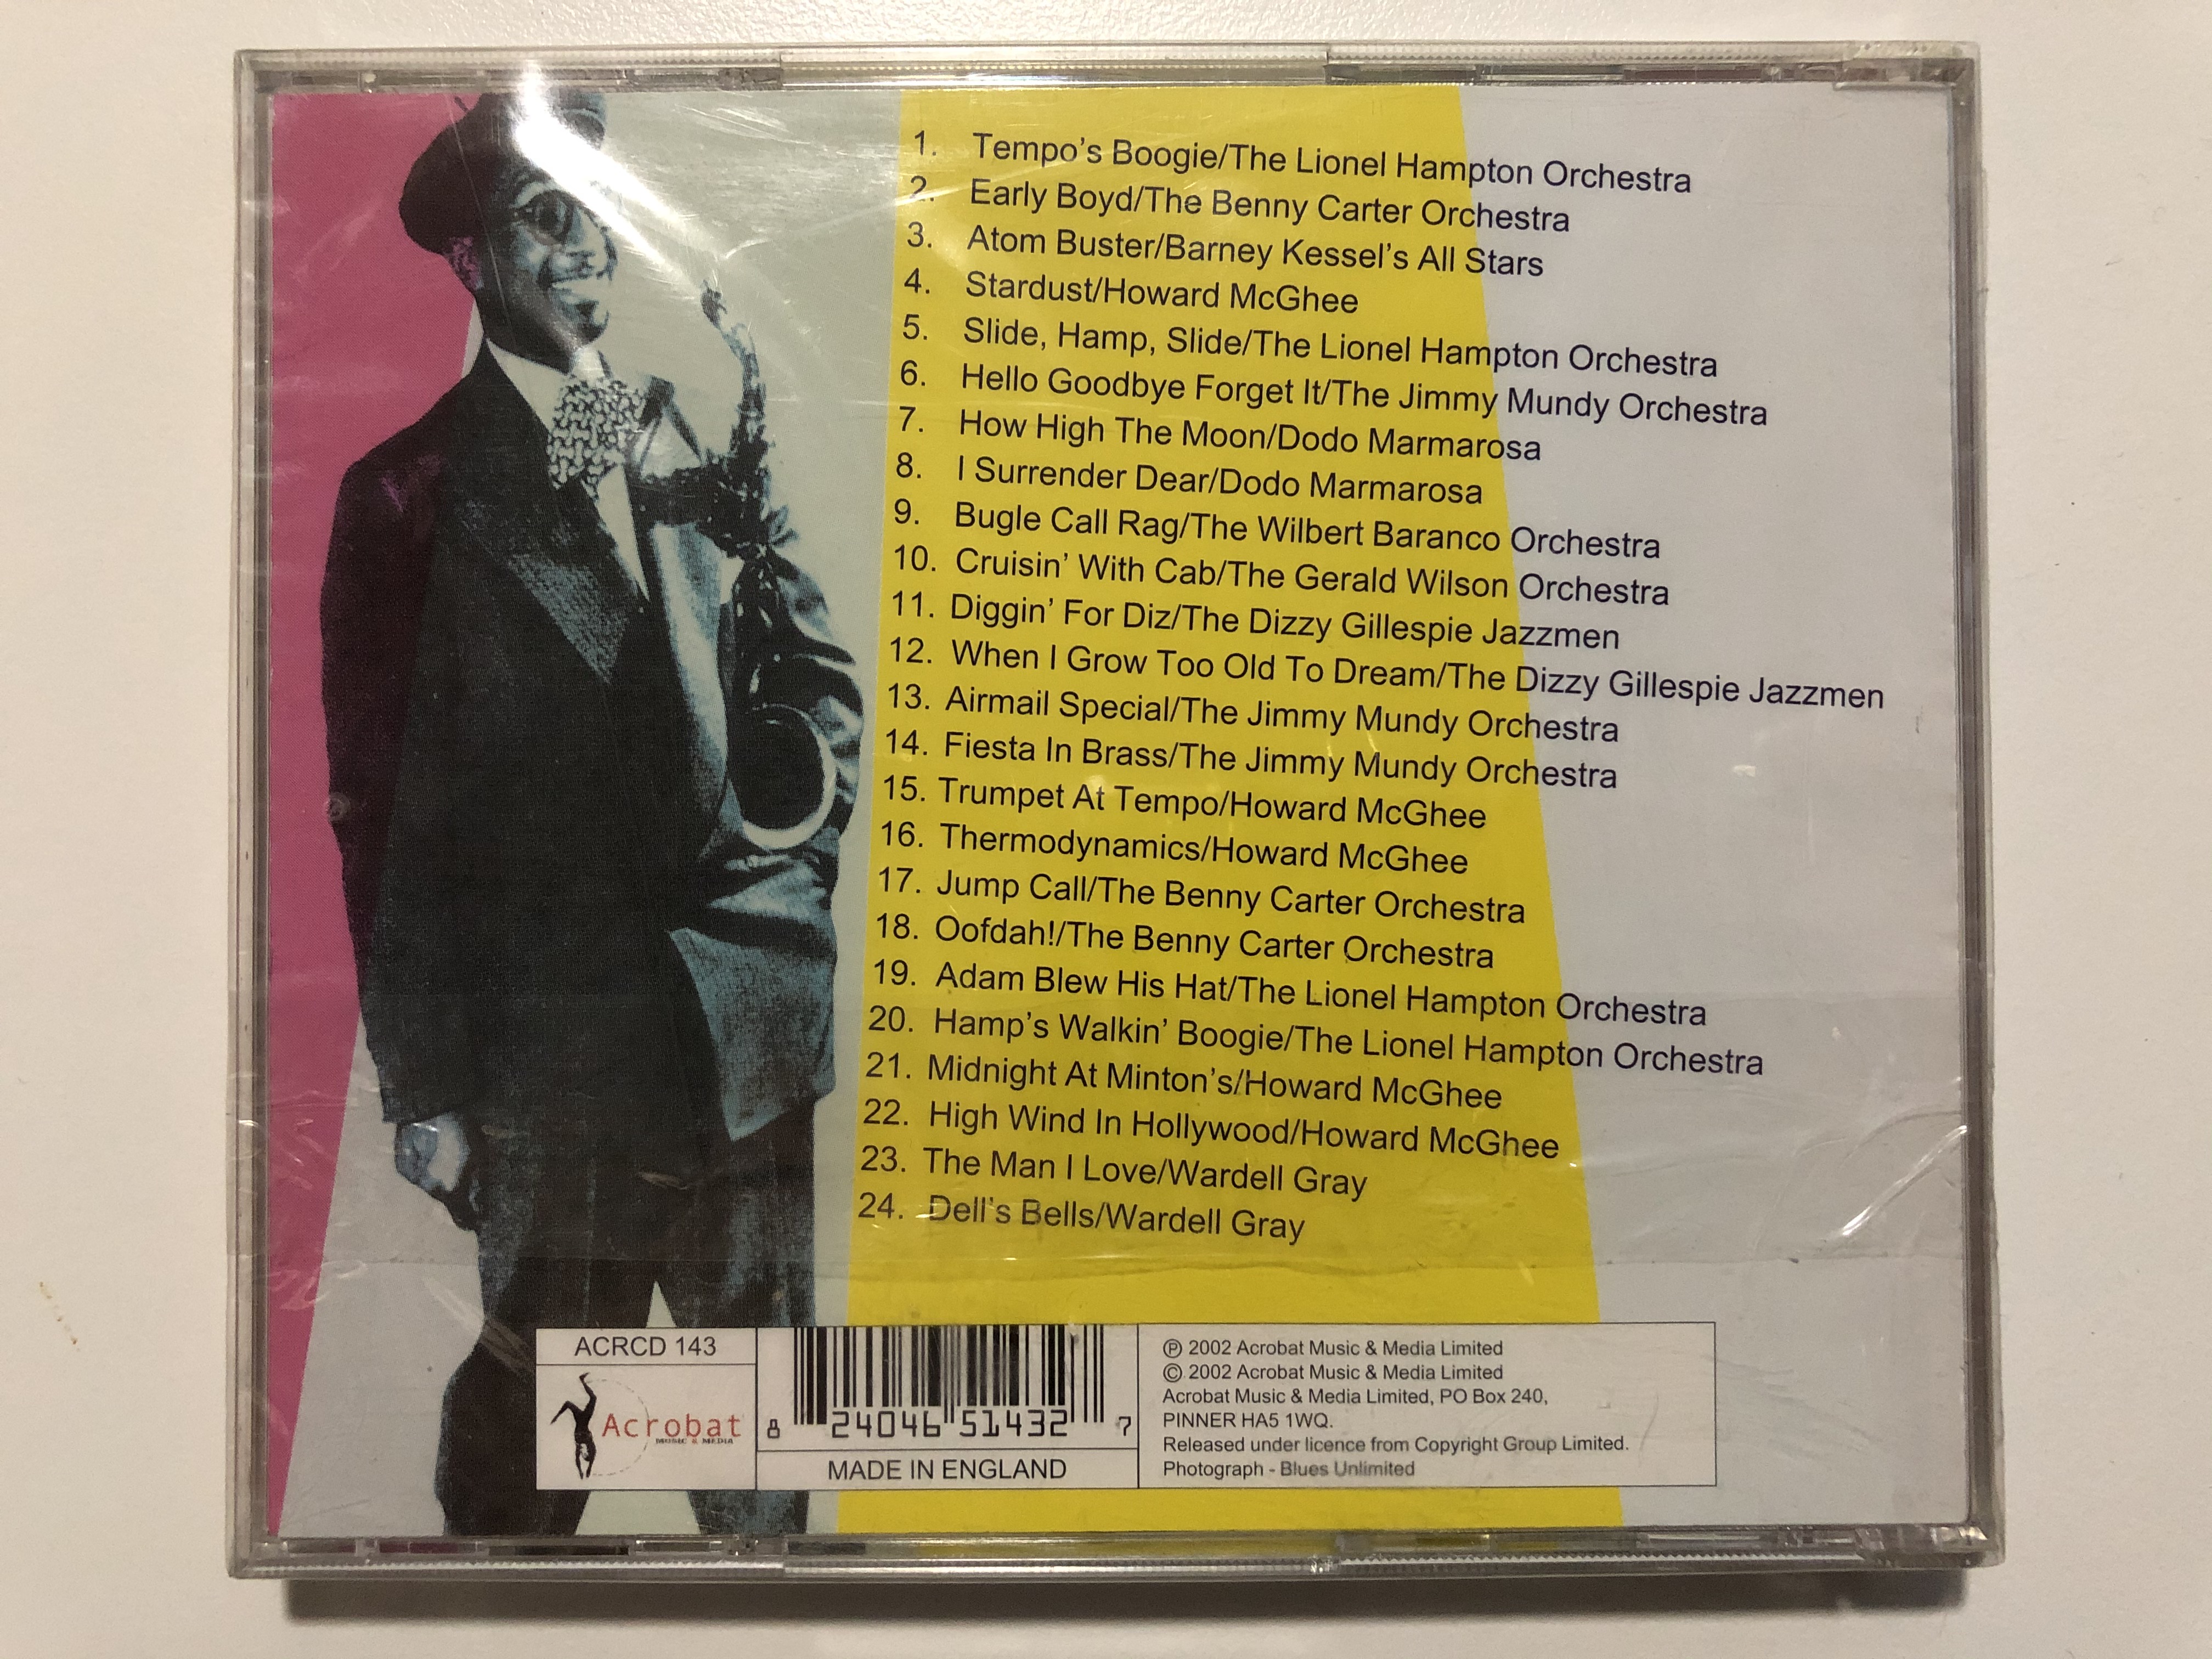 1. Tempo's Boogie/The Lionel Hampton Orchestra
2. Early Boyd/The Benny Carter Orchestra
3. Atom Buster/Barney Kessel's All Stars
4. Stardust/Howard McGhee
5. Slide, Hamp, Slide/The Lionel Hampton Orchestra
6. Hello Goodbye Forget It/The Jimmy Mundy Orchestra
7. How High The Moon/Dodo Marmarosa
8. I Surrender Dear/Dodo Marmarosa
9. Bugle Call Rag/The Wilbert Baranco Orchestra
10. Cruisin' With Cab/The Gerald Wilson Orchestra
11. Diggin' For Diz/The Dizzy Gillespie Jazzmen
12. When I Grow Too Old To Dream/The Dizzy Gillespie Jazzmen
13. Airmail Special/The Jimmy Mundy Orchestra
14. Fiesta In Brass/The Jimmy Mundy Orchestra
15. Trumpet At Tempo/Howard McGhee
16. Thermodynamics/Howard McGhee
17. Jump Call/The Benny Carter Orchestra
18. Oofdah!/The Benny Carter Orchestra
19. Adam Blew His Hat/The Lionel Hampton Orchestra
20. Hamp's Walkin' Boogie/The Lionel Hampton Orchestra
21. Midnight At Minton's/Howard McGhee
22. High Wind In Hollywood/Howard McGhee
23. The Man I Love/Wardell Gray
24. Dell's Bells/Wardell Gray
ACRCD 143
Acrobat
MUSIC & MEDIA
8 24046 51432 7
MADE IN ENGLAND
℗ 2002 Acrobat Music & Media Limited
© 2002 Acrobat Music & Media Limited
Acrobat Music & Media Limited, PO Box 240,
PINNER HA5 1WQ.
Released under licence from Copyright Group Limited.
Photograph - Blues Unlimited